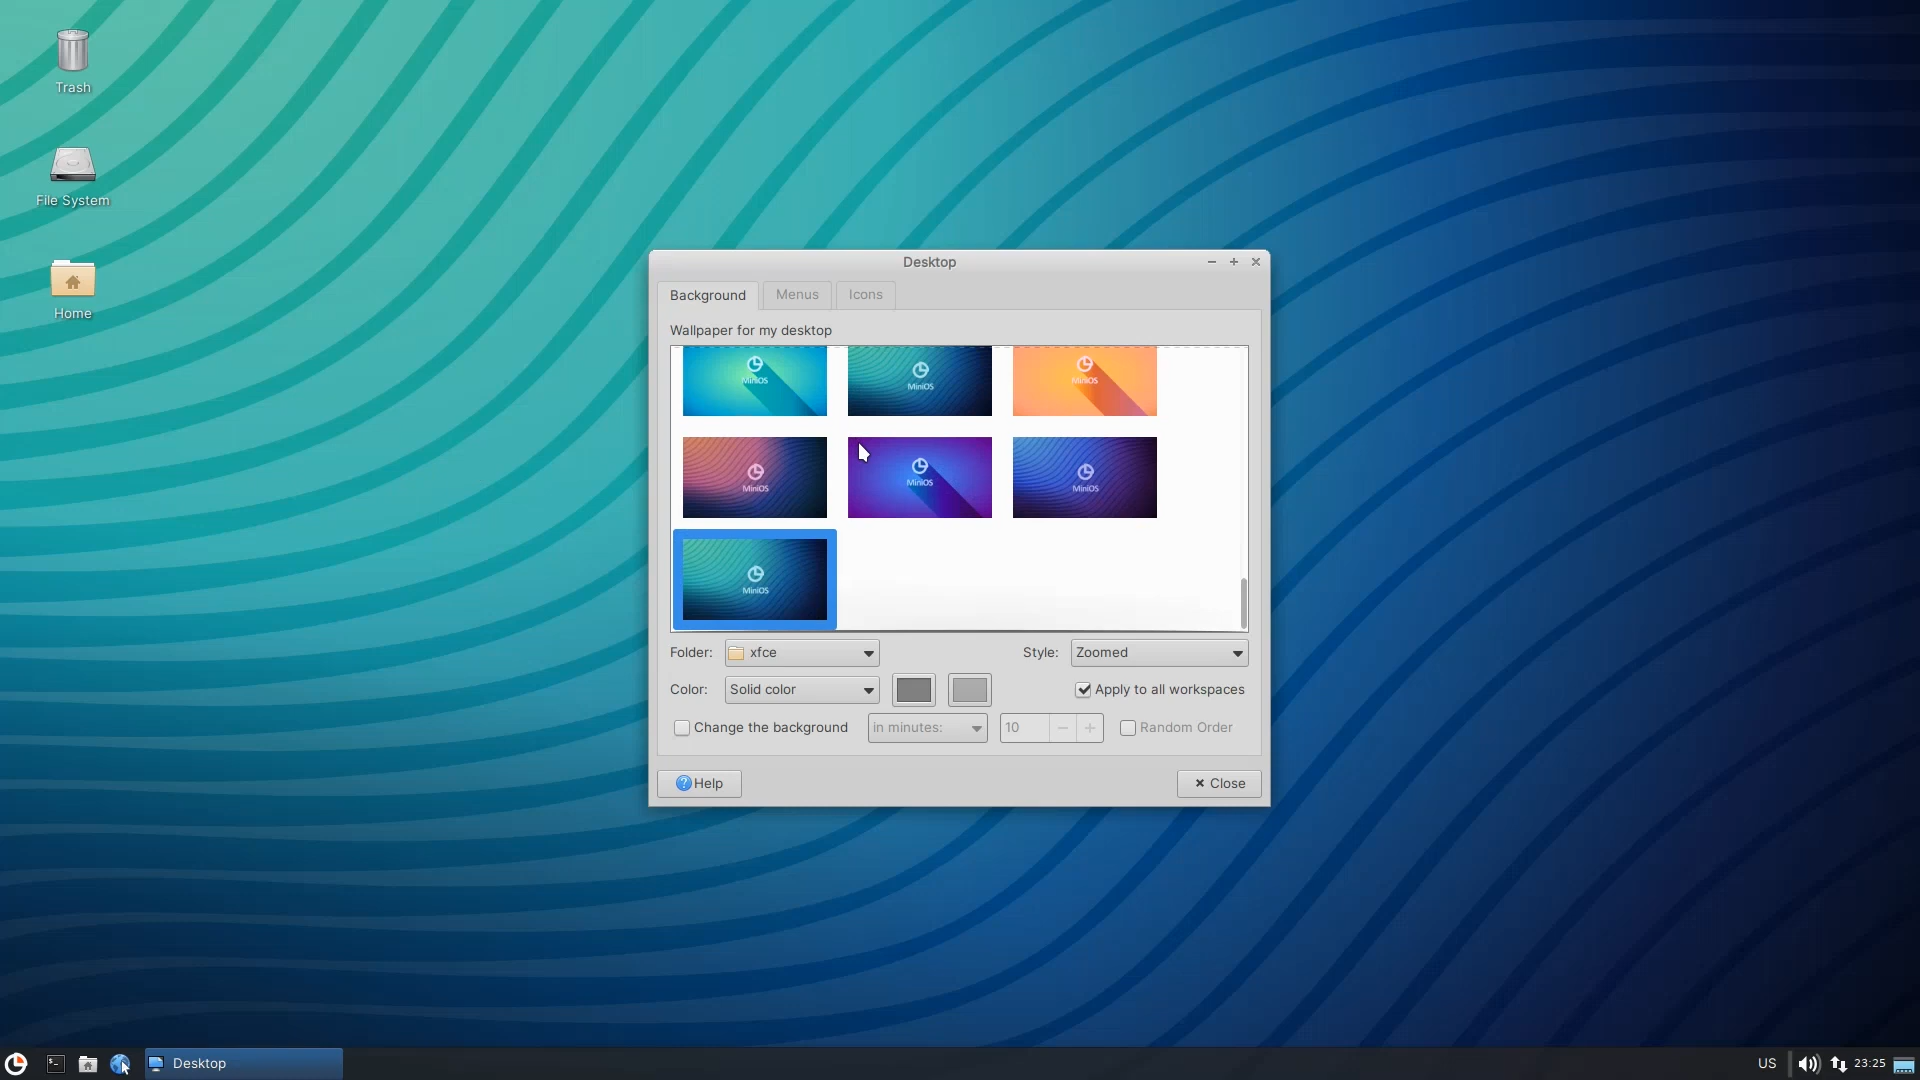 Trash
File System
Home
Desktop
Background
Menus
Icons
Wallpaper for my desktop
MiniOS
MiniOS
MiniOS
MiniOS
MiniOS
MiniOS
MiniOS
Folder:
xfce
Style:
Zoomed
Color:
Solid color
Apply to all workspaces
Change the background
in minutes:
10
Random Order
Help
Close
Desktop
US
23:25